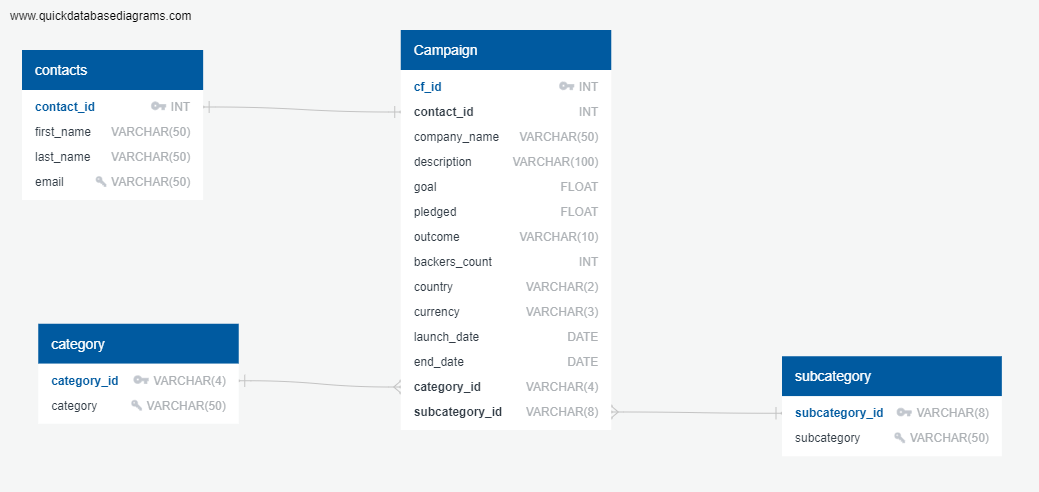 www.quickdatabasediagrams.com
contacts
contact_id INT
first_name VARCHAR(50)
last_name VARCHAR(50)
email VARCHAR(50)
Campaign
cf_id INT
contact_id INT
company_name VARCHAR(50)
description VARCHAR(100)
goal FLOAT
pledged FLOAT
outcome VARCHAR(10)
backers_count INT
country VARCHAR(2)
currency VARCHAR(3)
launch_date DATE
end_date DATE
category_id VARCHAR(4)
subcategory_id VARCHAR(8)
category
category_id VARCHAR(4)
category VARCHAR(50)
subcategory
subcategory_id VARCHAR(8)
subcategory VARCHAR(50)